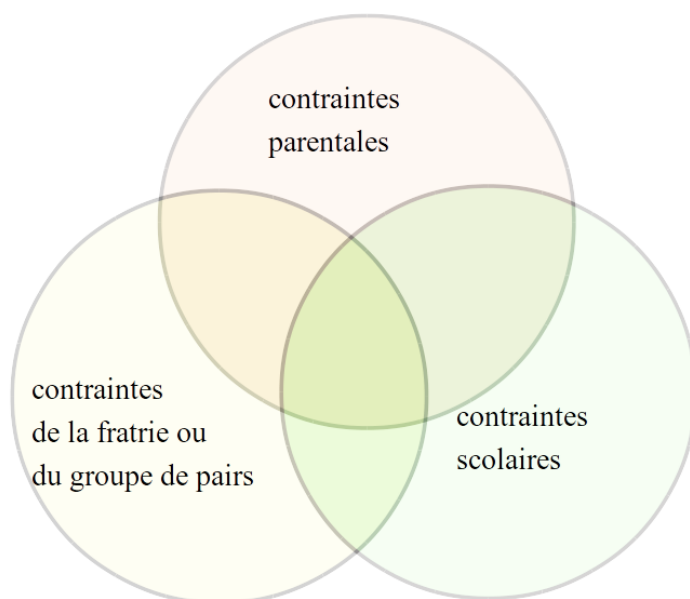 contraintes
parentales
contraintes
de la fratrie ou
du groupe de pairs
contraintes
scolaires